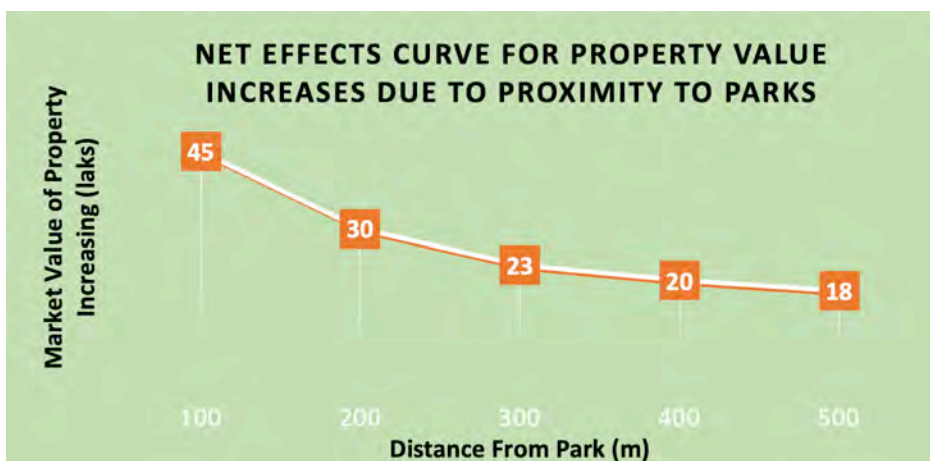 NET EFFECTS CURVE FOR PROPERTY VALUE
INCREASES DUE TO PROXIMITY TO PARKS
Market Value of Property
Increasing (laks)
45
30
23
20
18
100 200 300 400 500
Distance From Park (m)